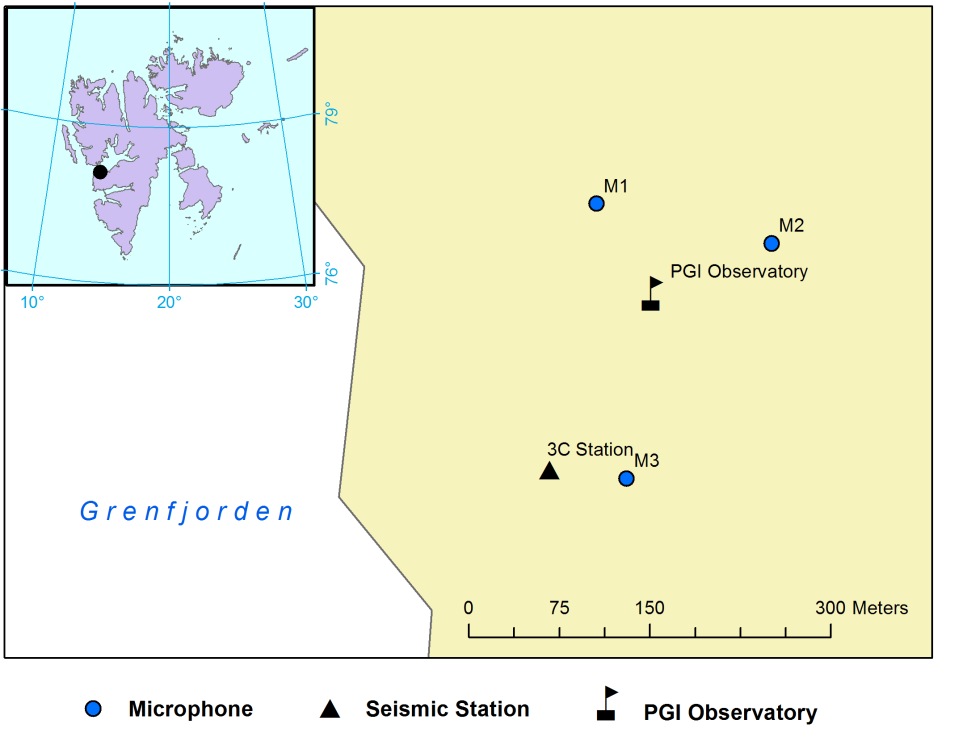 79°
76°
10° 20° 30°
M1
M2
PGI Observatory
3C Station
M3
Grenfjorden
0 75 150 300 Meters
Microphone Seismic Station PGI Observatory